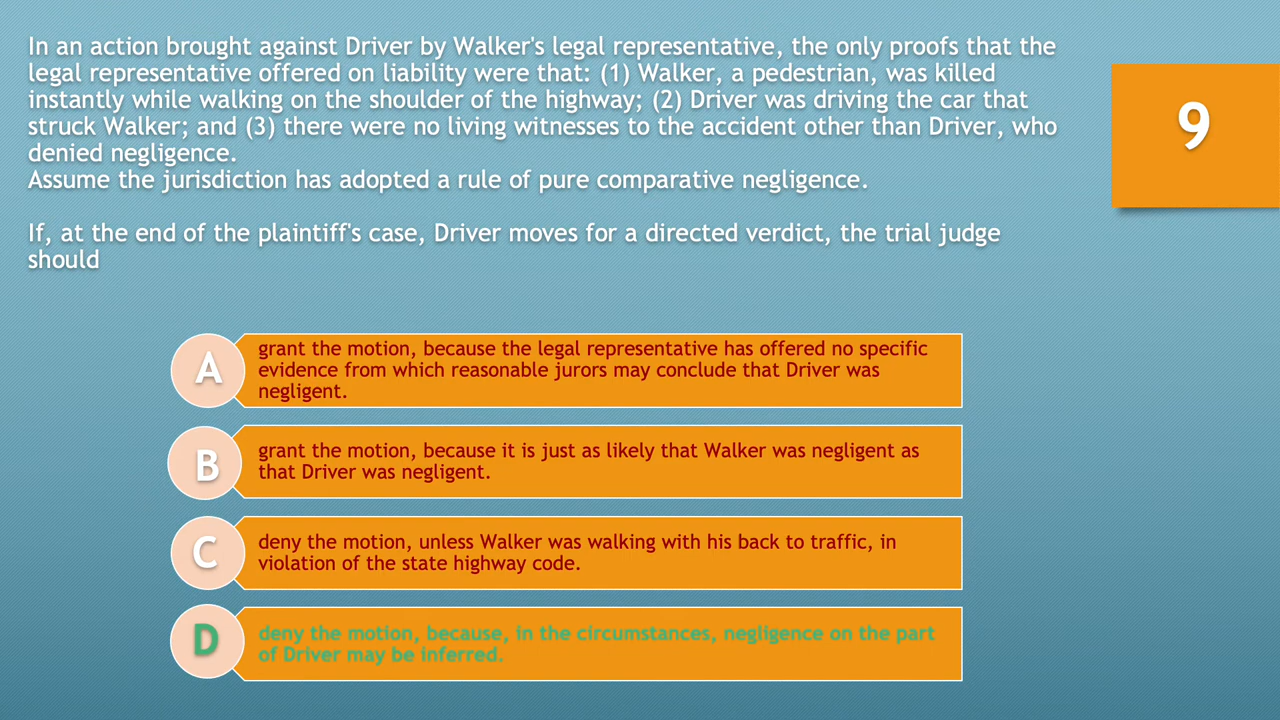 In an action brought against Driver by Walker's legal representative, the only proofs that the
legal representative offered on liability were that: (1) Walker, a pedestrian, was killed
instantly while walking on the shoulder of the highway; (2) Driver was driving the car that
struck Walker; and (3) there were no living witnesses to the accident other than Driver, who
denied negligence.
Assume the jurisdiction has adopted a rule of pure comparative negligence.
If, at the end of the plaintiff's case, Driver moves for a directed verdict, the trial judge
should
9
A
grant the motion, because the legal representative has offered no specific
evidence from which reasonable jurors may conclude that Driver was
negligent.
B
grant the motion, because it is just as likely that Walker was negligent as
that Driver was negligent.
C
deny the motion, unless Walker was walking with his back to traffic, in
violation of the state highway code.
D
deny the motion, because, in the circumstances, negligence on the part
of Driver may be inferred.